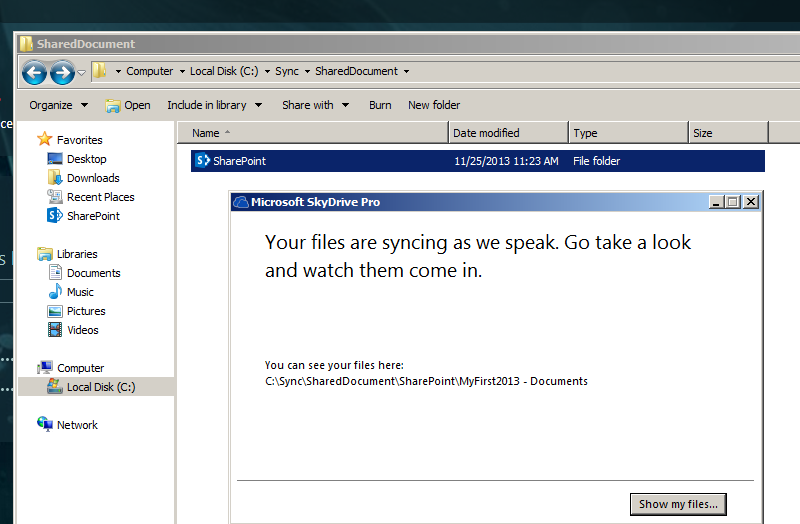 SharedDocument
Computer Local Disk (C:) Sync SharedDocument
Organize Open Include in library Share with Burn New folder
Name Date modified Type Size
SharePoint 11/25/2013 11:23 AM File folder
Favorites
Desktop
Downloads
Recent Places
SharePoint
Libraries
Documents
Music
Pictures
Videos
Computer
Local Disk (C:)
Network
Microsoft SkyDrive Pro
Your files are syncing as we speak. Go take a look
and watch them come in.
You can see your files here:
C:\Sync\SharedDocument\SharePoint\MyFirst2013 - Documents
Show my files...